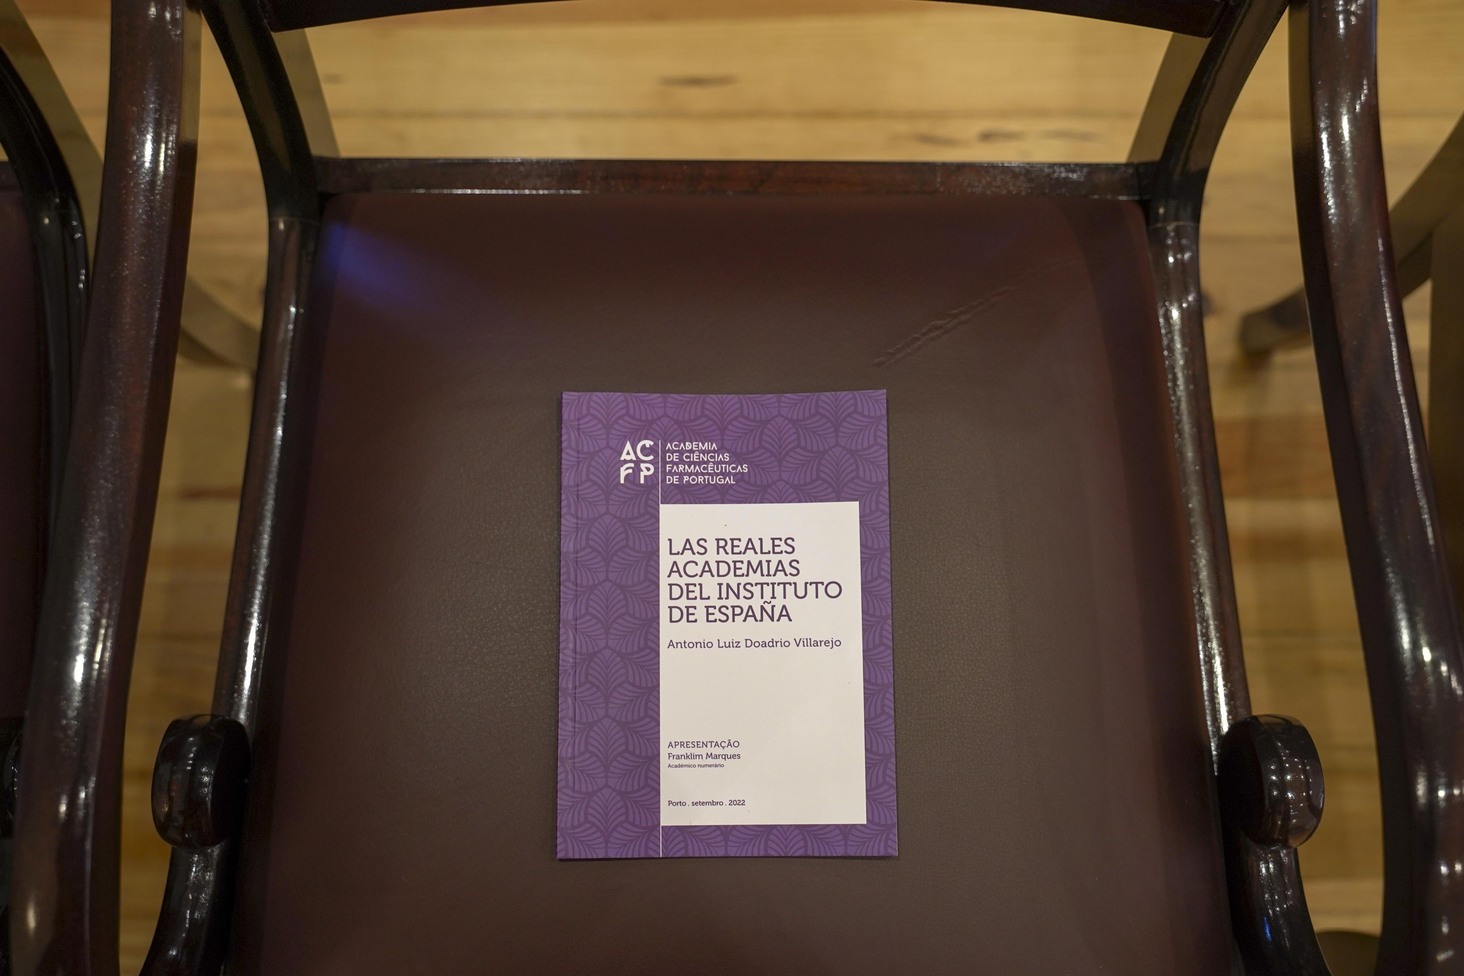 AC
FP
ACADEMIA
DE CIÊNCIAS
FARMACÊUTICAS
DE PORTUGAL
LAS REALES
ACADEMIAS
DEL INSTITUTO
DE ESPAÑA
Antonio Luiz Doadrio Villarejo
APRESENTAÇÃO
Franklim Marques
Académico numerário
Porto . setembro . 2022